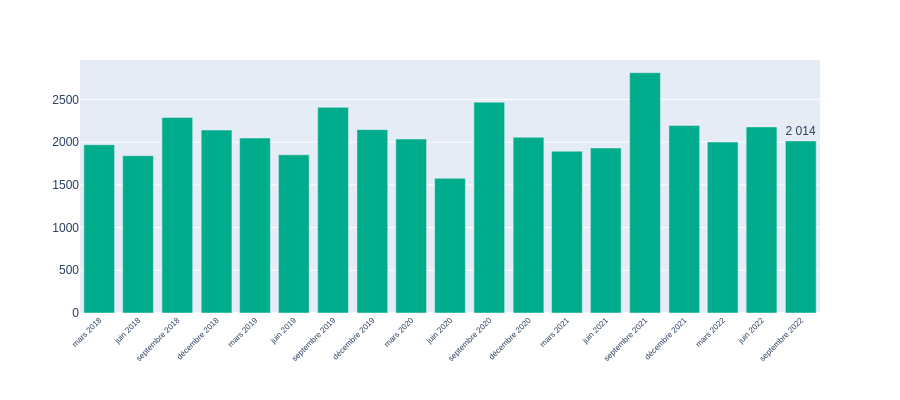 2500
2000
1500
1000
500
0
2 014
mars 2018
juin 2018
septembre 2018
décembre 2018
mars 2019
juin 2019
septembre 2019
décembre 2019
mars 2020
juin 2020
septembre 2020
décembre 2020
mars 2021
juin 2021
septembre 2021
décembre 2021
mars 2022
juin 2022
septembre 2022